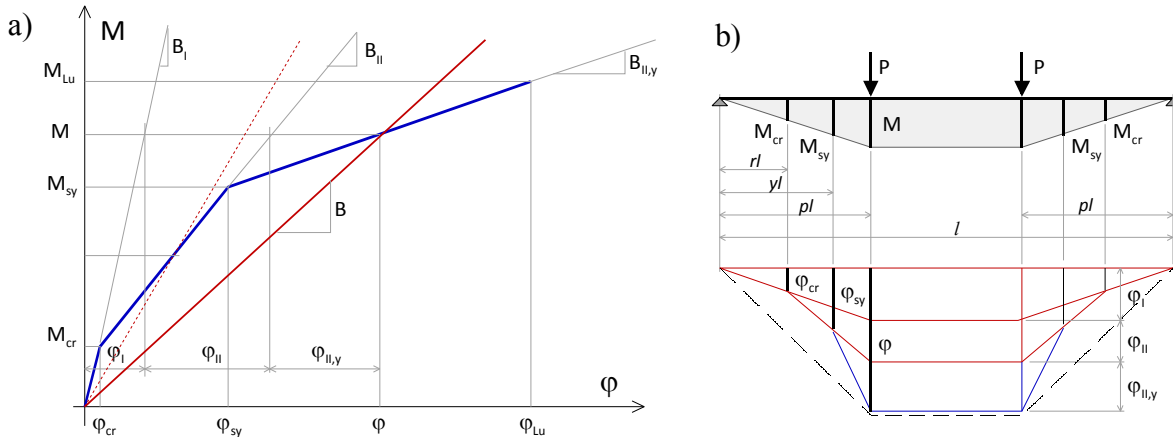 a)
M
B_I
B_II
M_Lu
B_II,y
M
M_sy
B
M_cr
φ_I
φ_II
φ_II,y
φ
φ_cr
φ_sy
φ
φ_Lu
b)
P
P
M_cr
M
M_cr
M_sy
M_sy
rl
yl
pl
pl
l
φ_cr
φ_sy
φ_I
φ
φ_II
φ_II,y